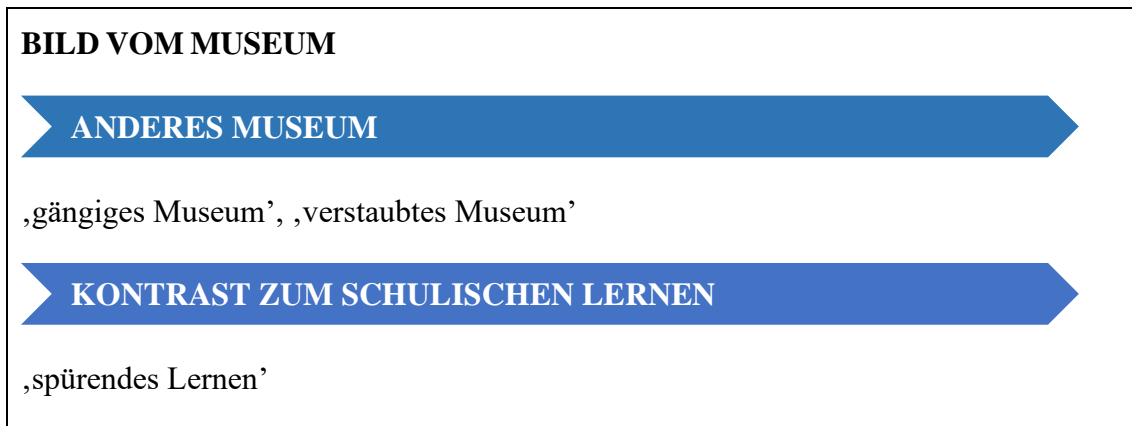 BILD VOM MUSEUM
ANDERES MUSEUM
‚gängiges Museum’, ‚verstaubtes Museum’
KONTRAST ZUM SCHULISCHEN LERNEN
‚spürendes Lernen’